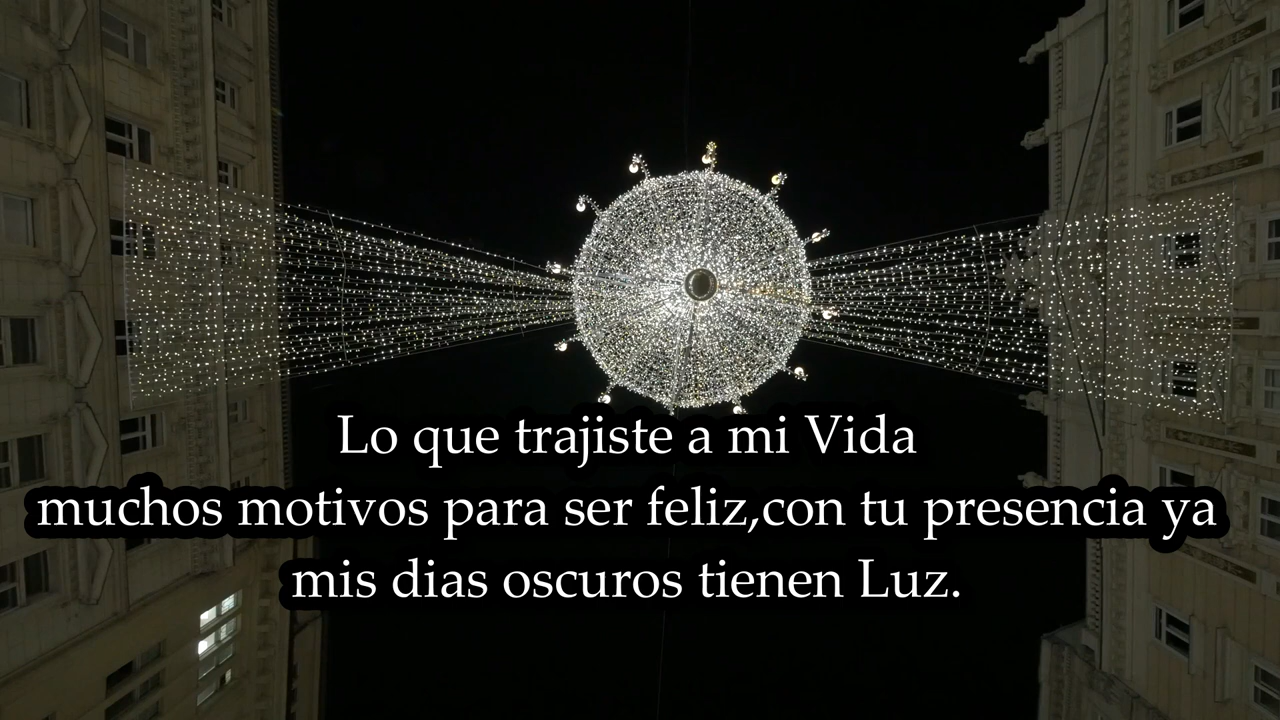 Lo que trajiste a mi Vida
muchos motivos para ser feliz,con tu presencia ya
mis dias oscuros tienen Luz.